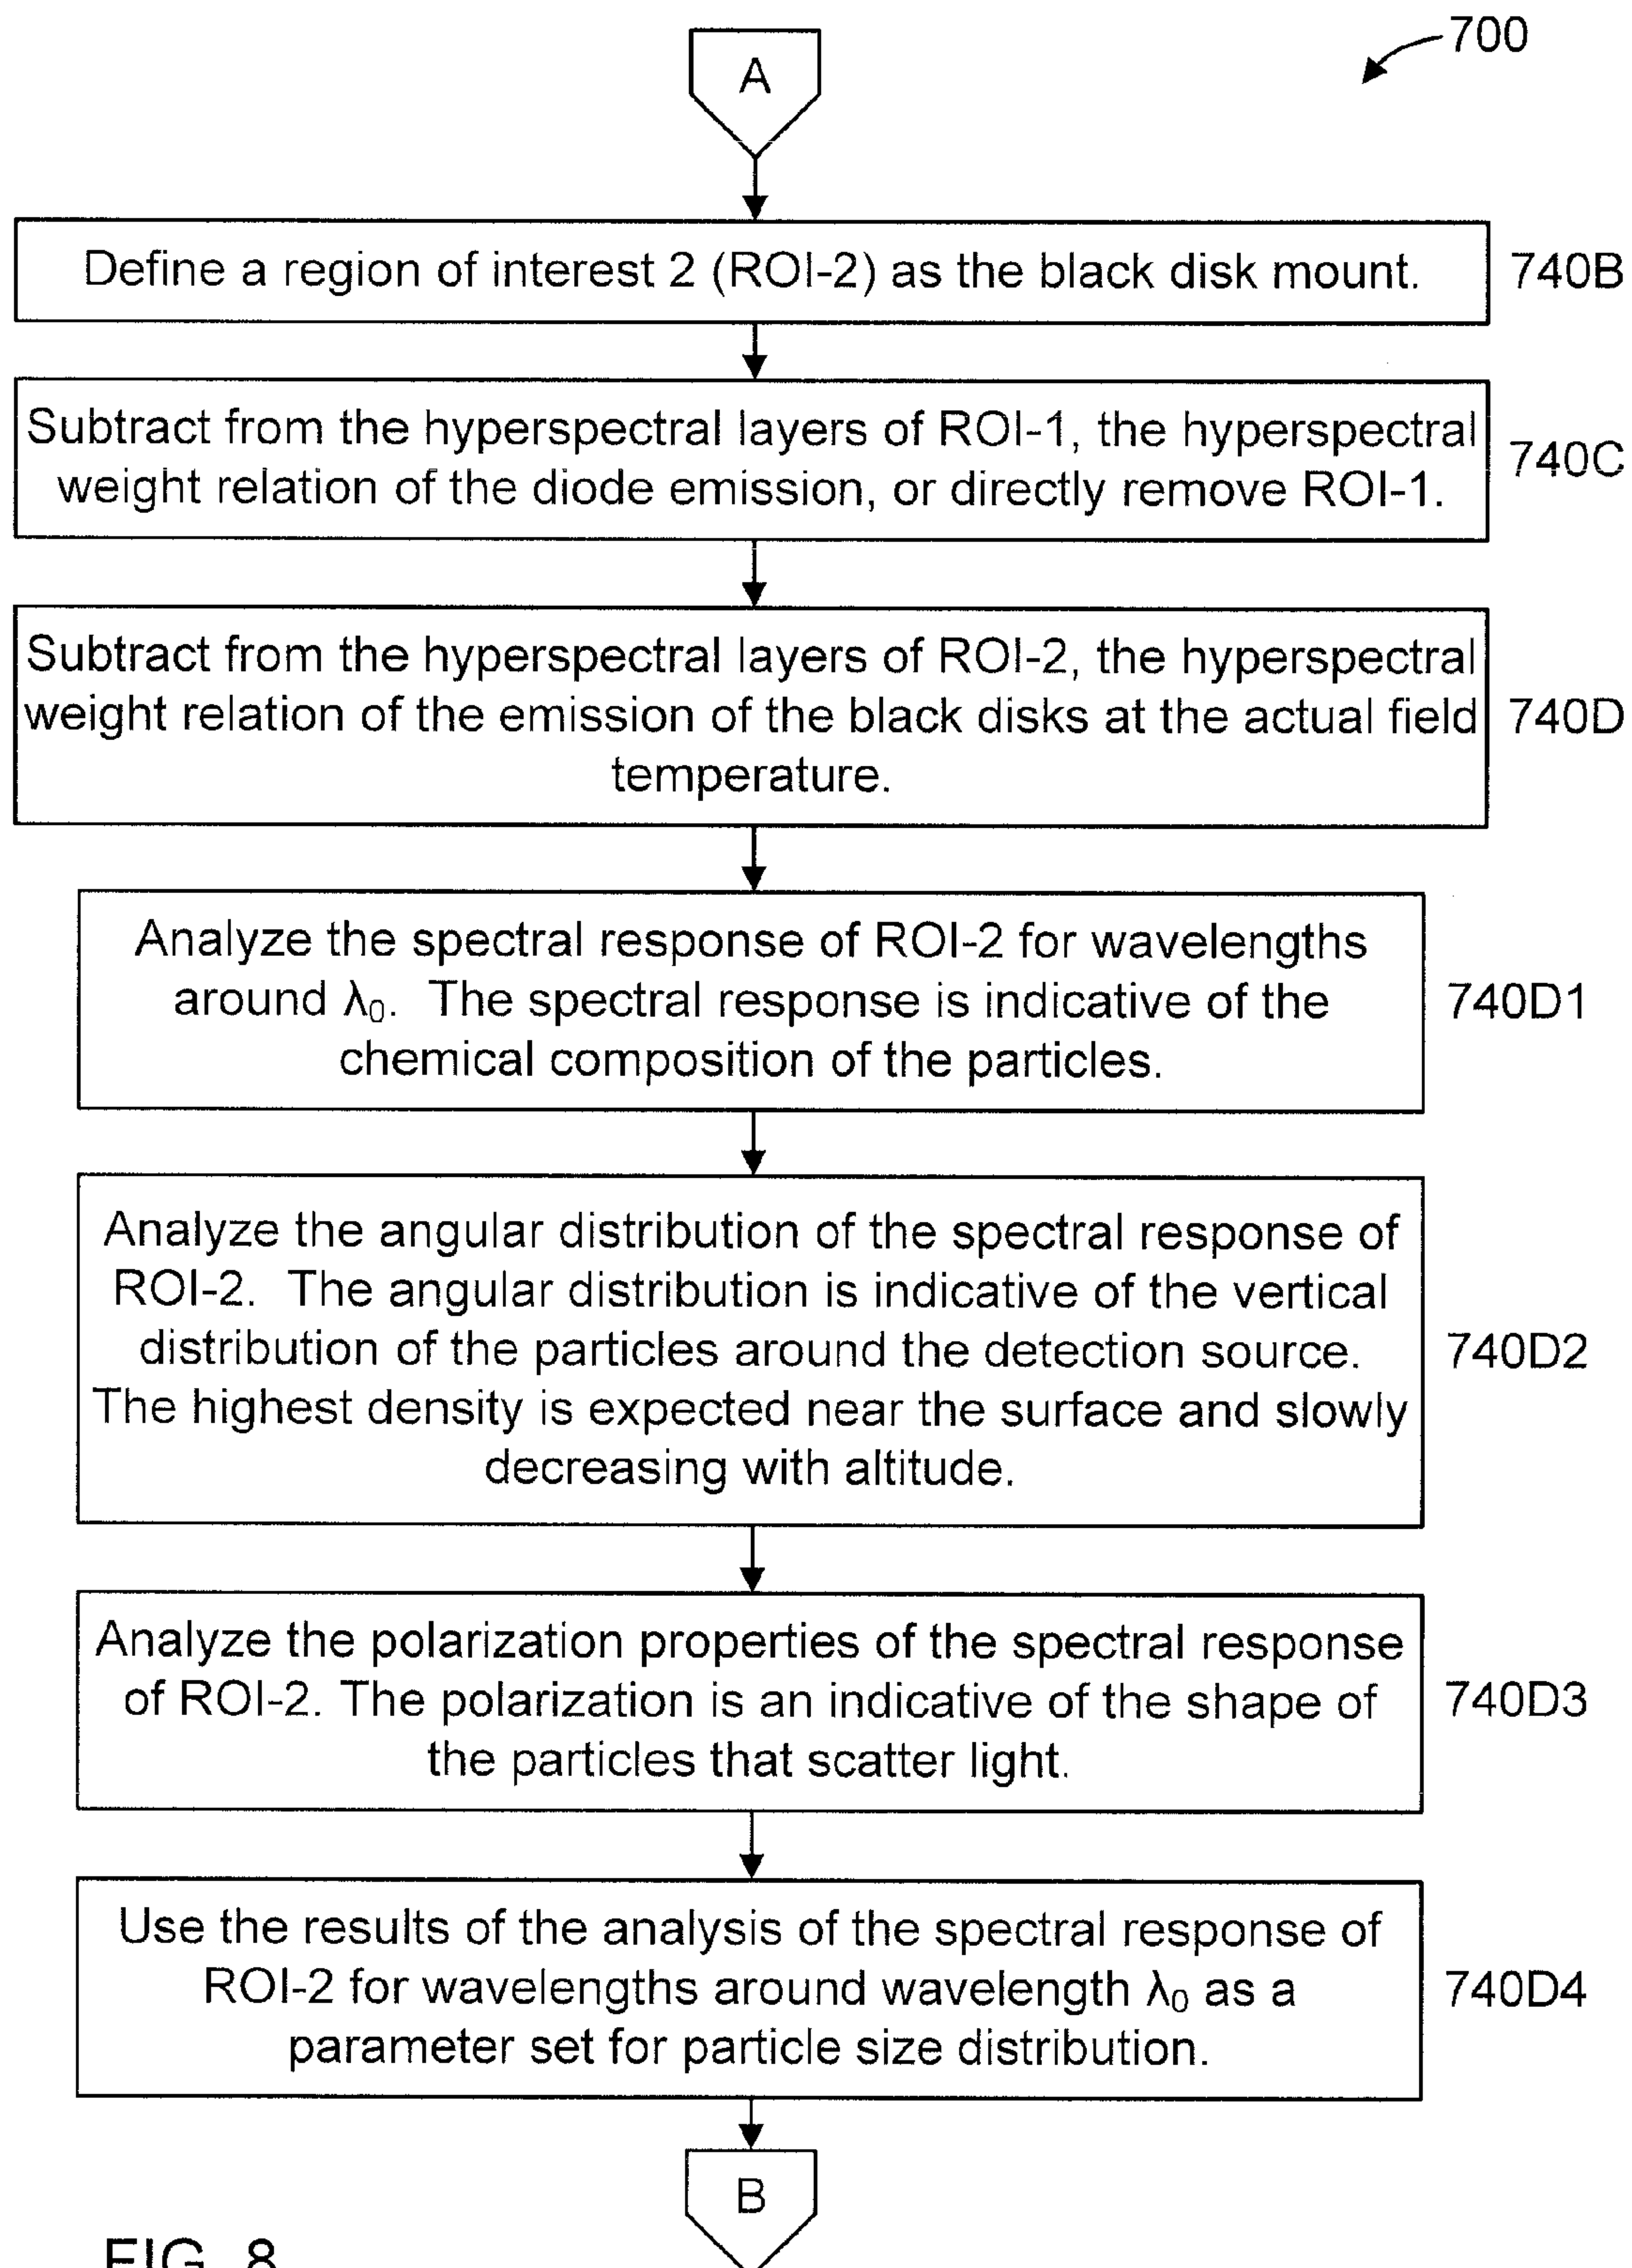 700
A
Define a region of interest 2 (ROI-2) as the black disk mount.
740B
Subtract from the hyperspectral layers of ROI-1, the hyperspectral
weight relation of the diode emission, or directly remove ROI-1.
740C
Subtract from the hyperspectral layers of ROI-2, the hyperspectral
weight relation of the emission of the black disks at the actual field
temperature.
740D
Analyze the spectral response of ROI-2 for wavelengths
around λ₀. The spectral response is indicative of the
chemical composition of the particles.
740D1
Analyze the angular distribution of the spectral response of
ROI-2. The angular distribution is indicative of the vertical
distribution of the particles around the detection source.
The highest density is expected near the surface and slowly
decreasing with altitude.
740D2
Analyze the polarization properties of the spectral response
of ROI-2. The polarization is an indicative of the shape of
the particles that scatter light.
740D3
Use the results of the analysis of the spectral response of
ROI-2 for wavelengths around wavelength λ₀ as a
parameter set for particle size distribution.
740D4
B
FIG. 8